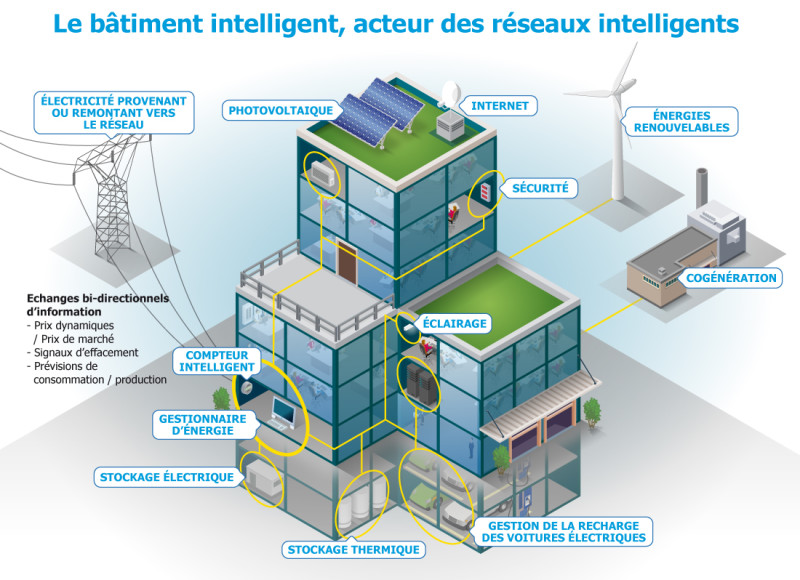 Le bâtiment intelligent, acteur des réseaux intelligents
ÉLECTRICITÉ PROVENANT
OU REMONTANT VERS
LE RÉSEAU
PHOTOVOLTAIQUE
INTERNET
ÉNERGIES
RENOUVELABLES
SÉCURITÉ
COGÉNÉRATION
Echanges bi-directionnels
d'information
- Prix dynamiques
/ Prix de marché
- Signaux d'effacement
- Prévisions de
consommation / production
ÉCLAIRAGE
COMPTEUR
INTELLIGENT
GESTIONNAIRE
D'ÉNERGIE
STOCKAGE ÉLECTRIQUE
STOCKAGE THERMIQUE
GESTION DE LA RECHARGE
DES VOITURES ÉLECTRIQUES